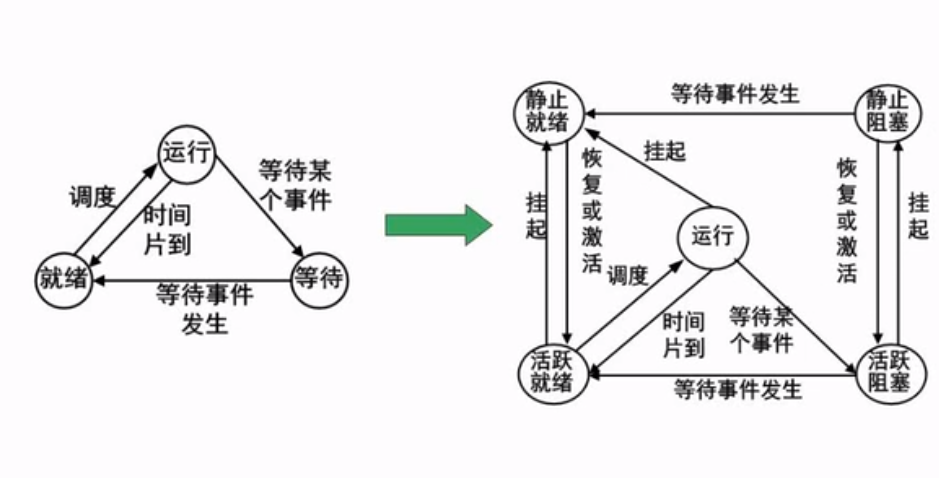 运行
调度
等待某
个事件
时间
片到
就绪
等待
等待事件
发生
静止
就绪
等待事件发生
静止
阻塞
挂起
恢复或激活
挂起
恢复或激活
挂起
运行
调度
时间
片到
等待某
个事件
活跃
就绪
等待事件发生
活跃
阻塞